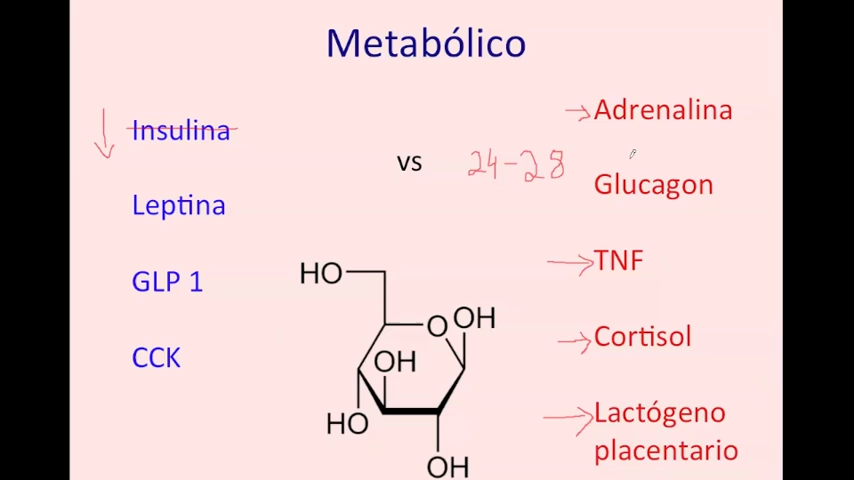 Metabólico
Insulina
Leptina
GLP 1
CCK
vs
24-28
Adrenalina
Glucagon
TNF
Cortisol
Lactógeno
placentario
HO
O
OH
OH
HO
OH